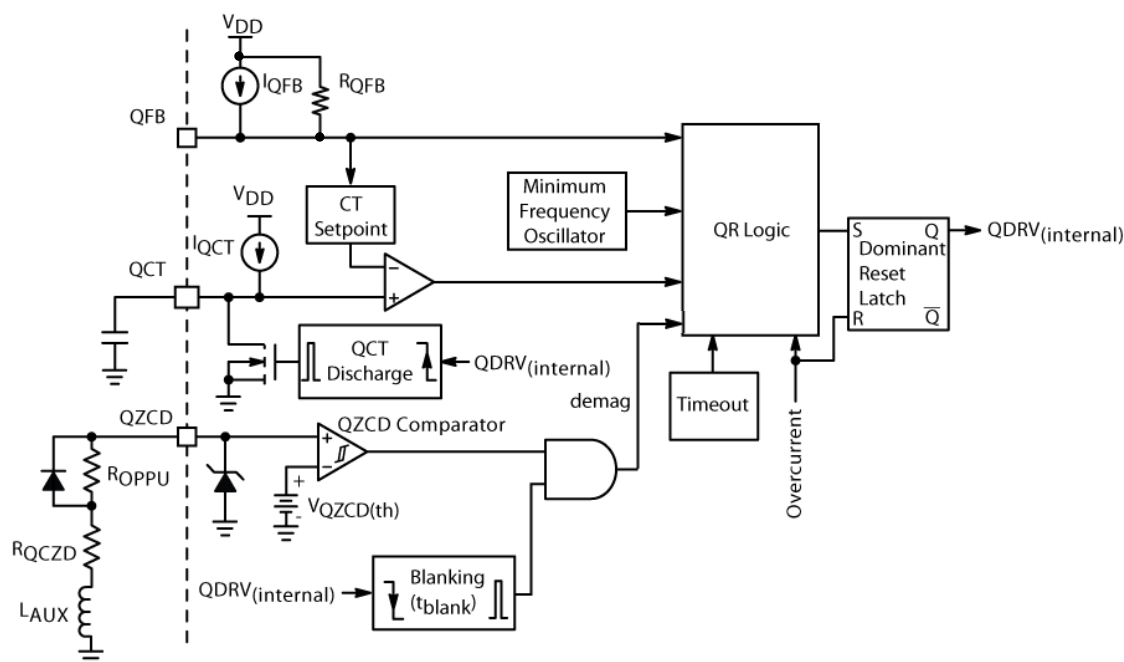 VDD
IQFB
RQFB
QFB
CT
Setpoint
Minimum
Frequency
Oscillator
QR Logic
VDD
IQCT
QCT
−
+
S Q
Dominant
Reset
Latch
R Q̅
QDRV(internal)
QCT
Discharge
QDRV(internal)
demag
Timeout
Overcurrent
QZCD
QZCD Comparator
+
−
ROPPU
+
VQZCD(th)
-
RQCZD
LAUX
QDRV(internal)
Blanking
(tblank)